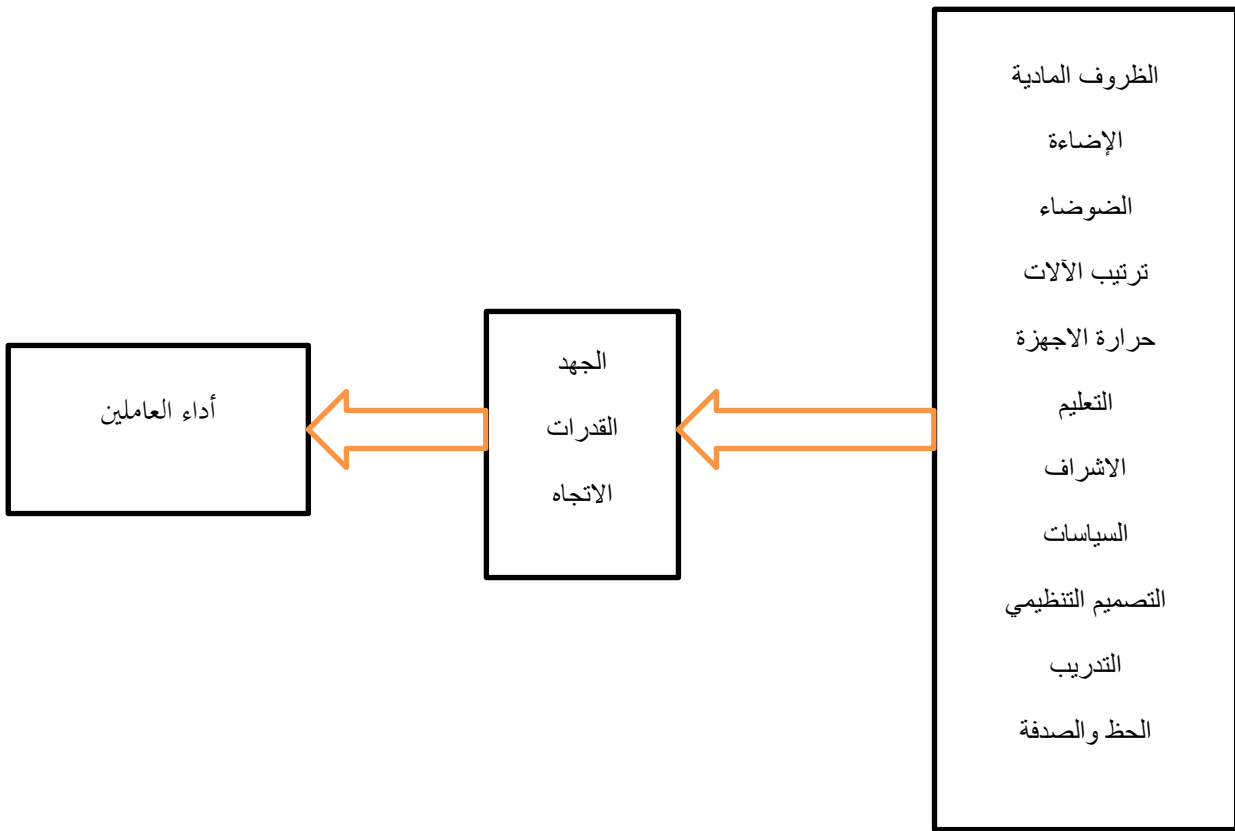 الظروف المادية
الإضاءة
الضوضاء
ترتيب الآلات
حرارة الاجهزة
التعليم
الاشراف
السياسات
التصميم التنظيمي
التدريب
الحظ والصدفة
الجهد
القدرات
الاتجاه
أداء العاملين